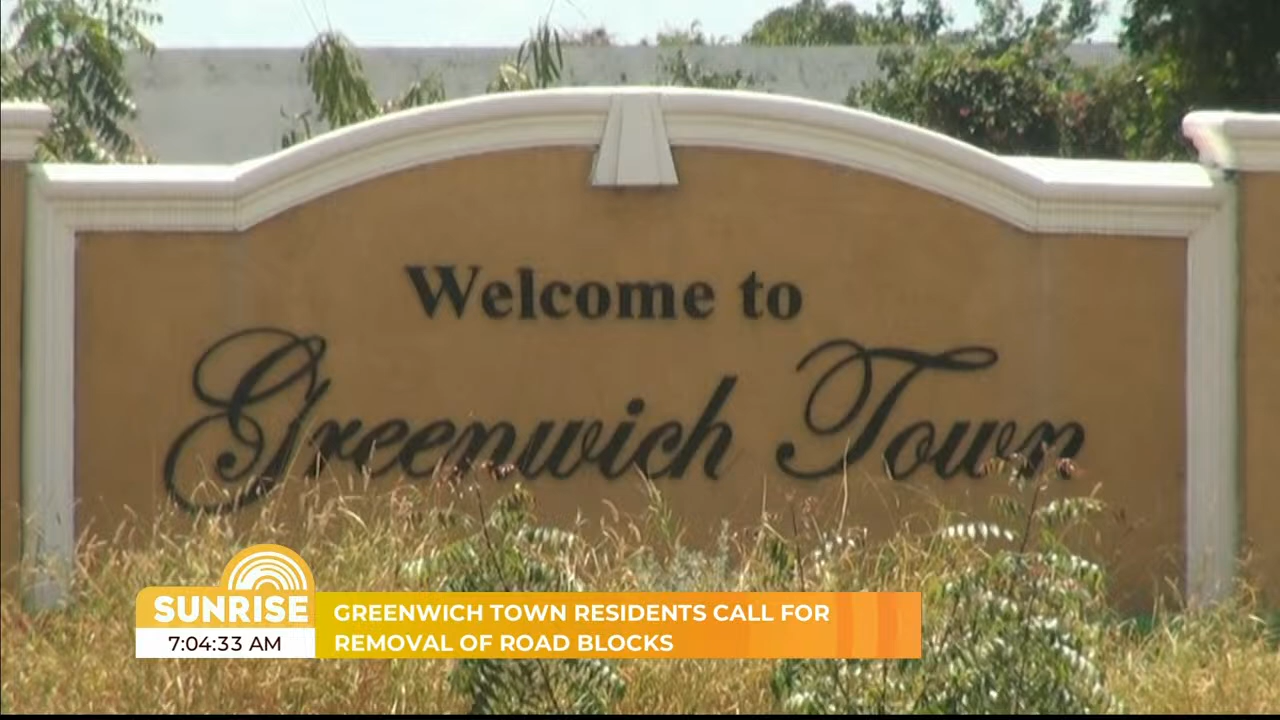 Welcome to
Greenwich Town
SUNRISE
7:04:33 AM
GREENWICH TOWN RESIDENTS CALL FOR
REMOVAL OF ROAD BLOCKS